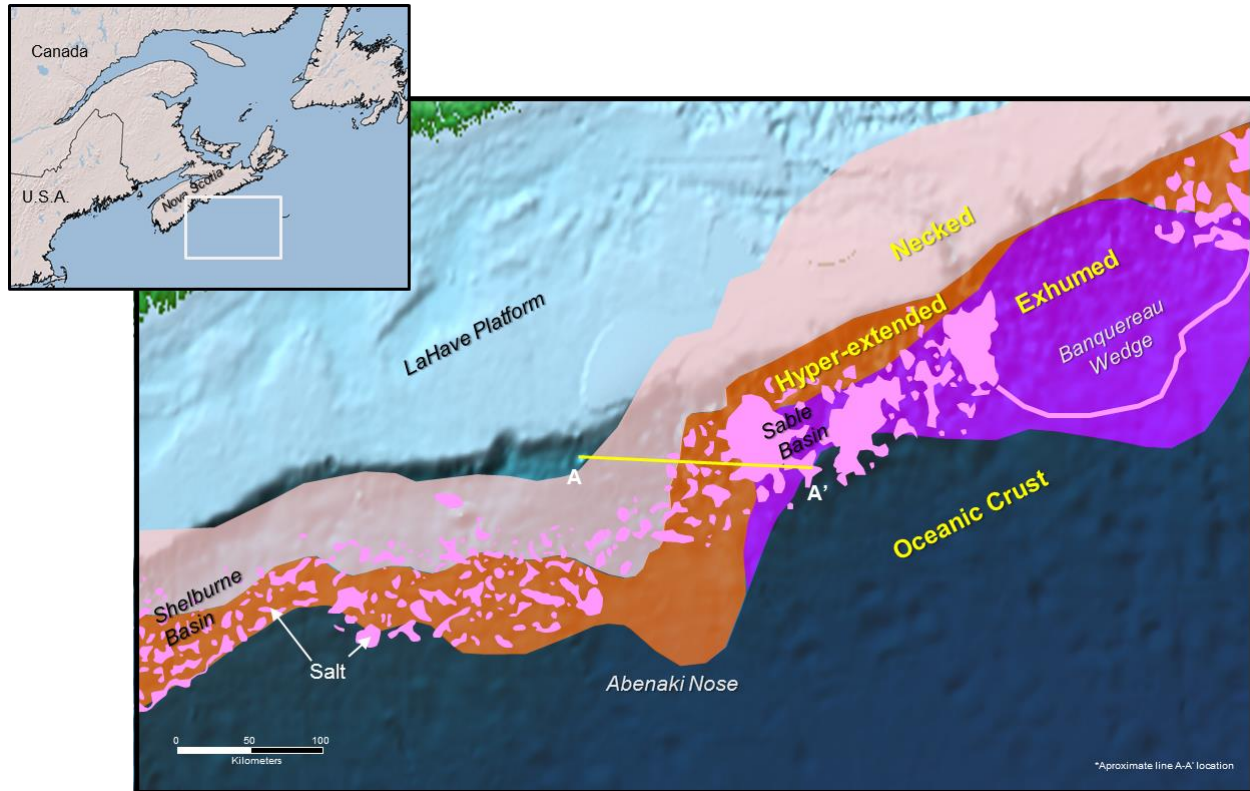 Canada
U.S.A.
Nova Scotia
LaHave Platform
Necked
Hyper-extended
Exhumed
Banquereau
Wedge
Sable
Basin
A
A'
Oceanic Crust
Shelburne
Basin
Salt
Abenaki Nose
0 50 100
Kilometers
*Aproximate line A-A' location